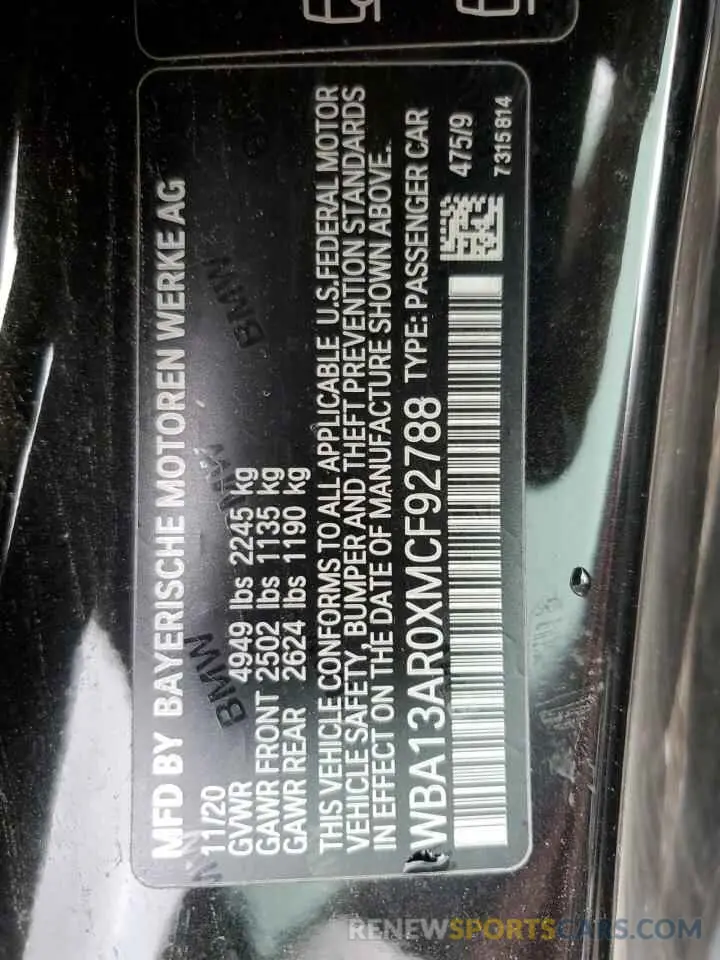 MFD BY BAYERISCHE MOTOREN WERKE AG
11/20
GVWR 4949 lbs 2245 kg
GAWR FRONT 2502 lbs 1135 kg
GAWR REAR 2624 lbs 1190 kg
THIS VEHICLE CONFORMS TO ALL APPLICABLE U.S.FEDERAL MOTOR
VEHICLE SAFETY, BUMPER AND THEFT PREVENTION STANDARDS
IN EFFECT ON THE DATE OF MANUFACTURE SHOWN ABOVE.
WBA13AR0XMCF92788 TYPE: PASSENGER CAR
475/9
7315814
BMW
BMW
BMW
RENEWSPORTSCARS.COM